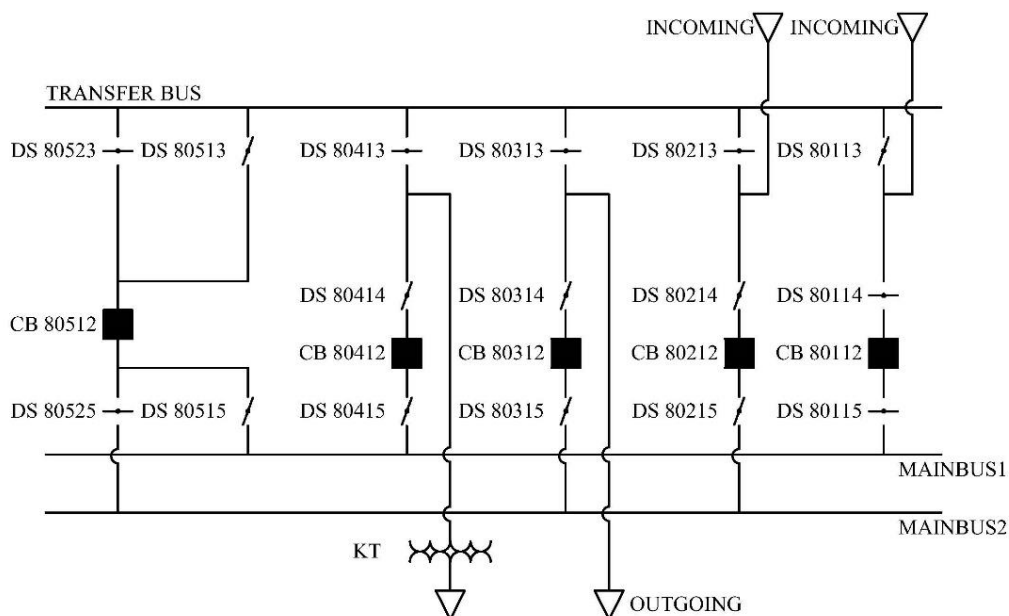 INCOMING INCOMING
TRANSFER BUS
DS 80523 DS 80513 DS 80413 DS 80313 DS 80213 DS 80113
DS 80414 DS 80314 DS 80214 DS 80114
CB 80512
CB 80412 CB 80312 CB 80212 CB 80112
DS 80525 DS 80515 DS 80415 DS 80315 DS 80215 DS 80115
MAINBUS1
MAINBUS2
KT
OUTGOING